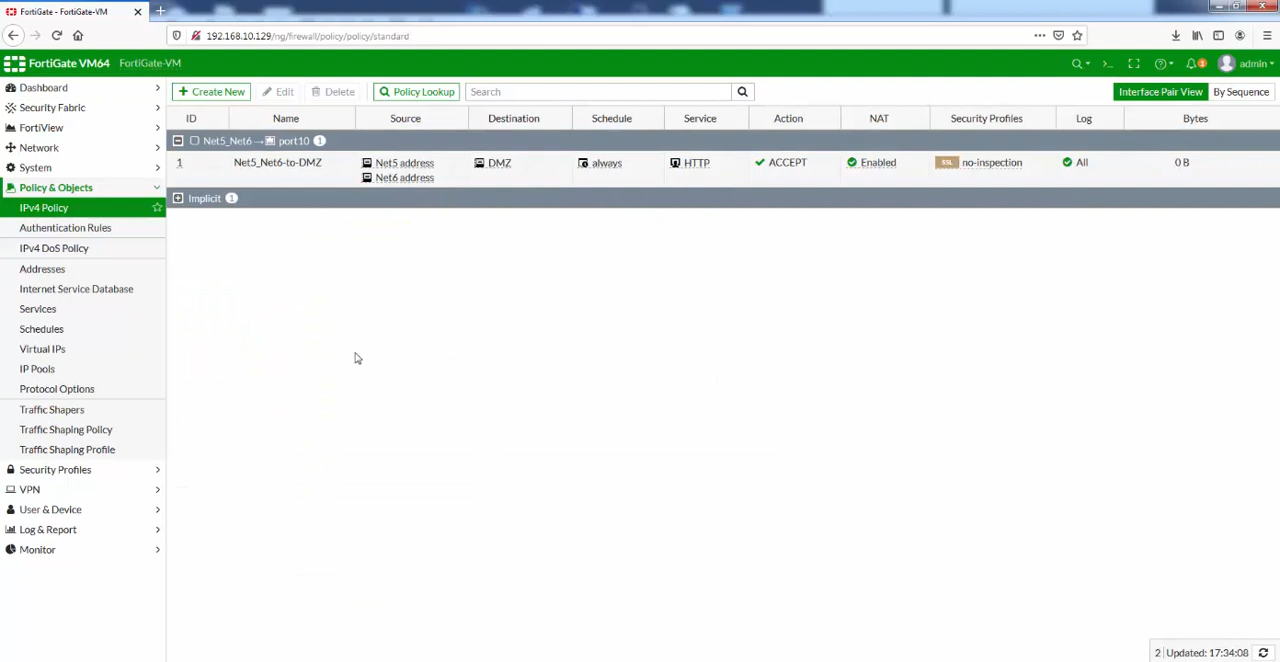 FortiGate - FortiGate-VM
192.168.10.129/ng/firewall/policy/policy/standard
FortiGate VM64 FortiGate-VM
1 admin
Dashboard
Security Fabric
FortiView
Network
System
Policy & Objects
IPv4 Policy
Authentication Rules
IPv4 DoS Policy
Addresses
Internet Service Database
Services
Schedules
Virtual IPs
IP Pools
Protocol Options
Traffic Shapers
Traffic Shaping Policy
Traffic Shaping Profile
Security Profiles
VPN
User & Device
Log & Report
Monitor
+ Create New Edit Delete Policy Lookup Search Interface Pair View By Sequence
ID Name Source Destination Schedule Service Action NAT Security Profiles Log Bytes
Net5_Net6 → port10 1
1 Net5_Net6-to-DMZ Net5 address DMZ always HTTP ACCEPT Enabled SSL no-inspection All 0 B
Net6 address
Implicit 1
2 Updated: 17:34:08